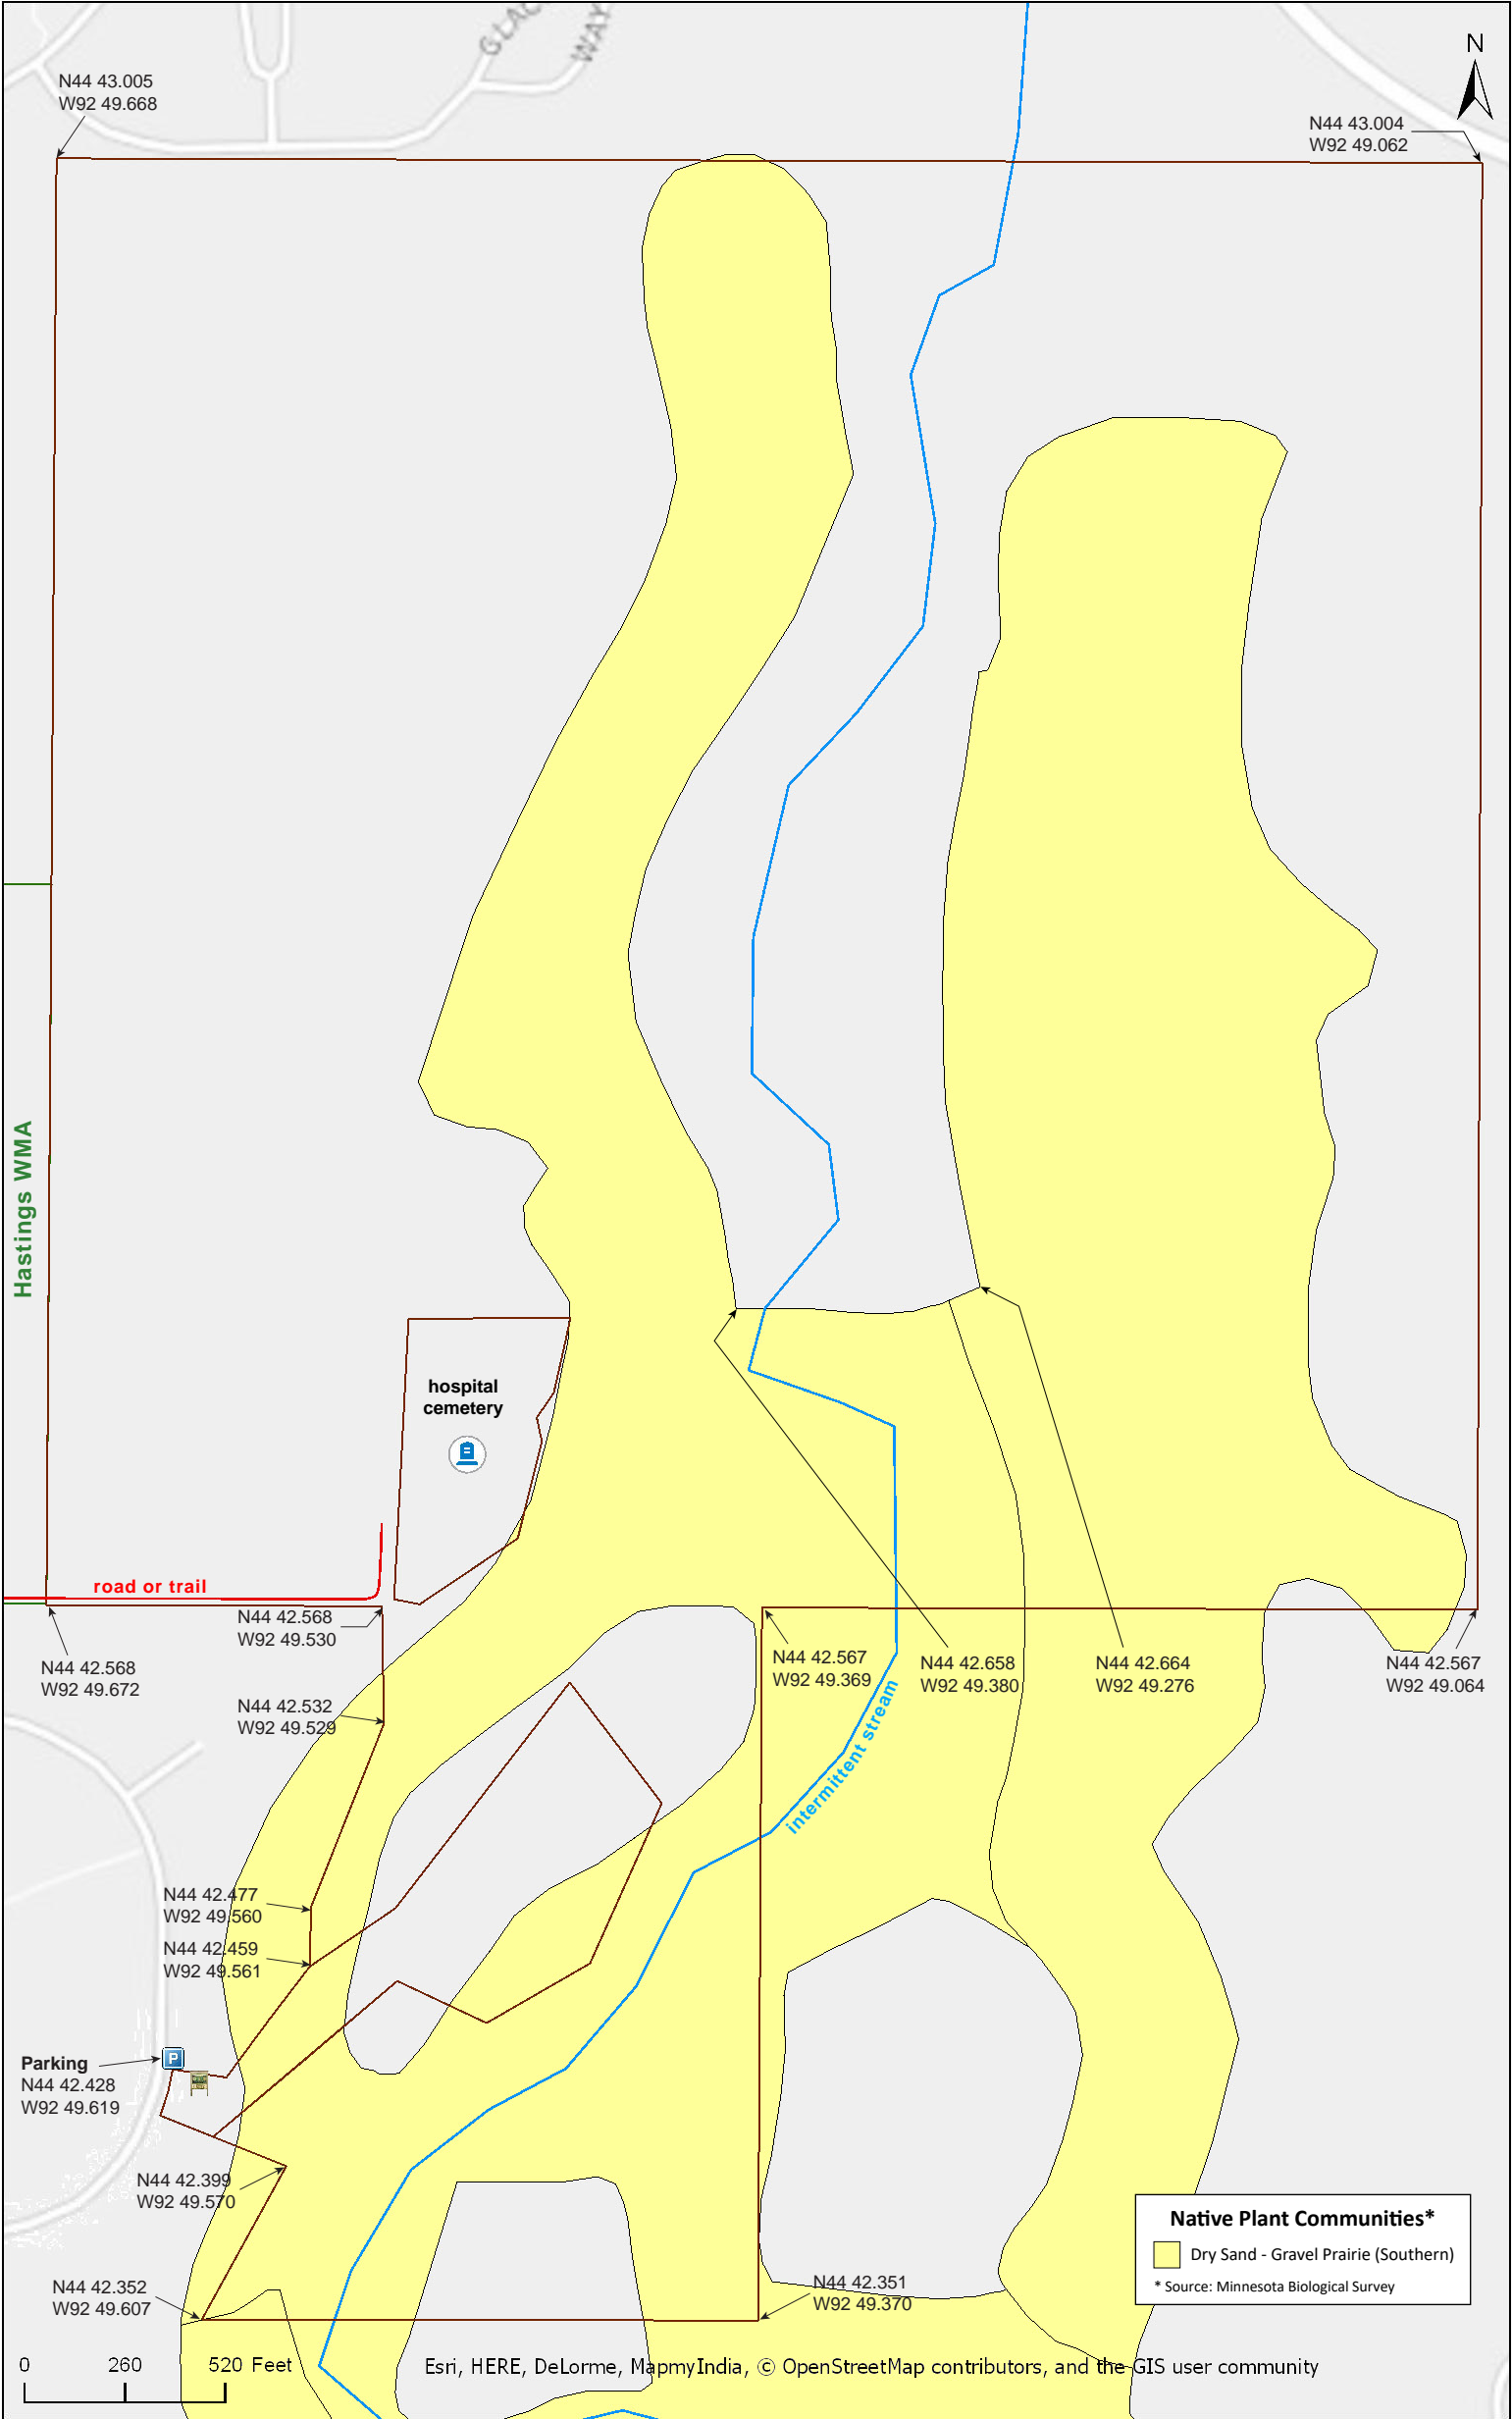 GLAC
WAY
N
N44 43.005
W92 49.668
N44 43.004
W92 49.062
Hastings WMA
hospital
cemetery
road or trail
N44 42.568
W92 49.530
N44 42.568
W92 49.672
N44 42.567
W92 49.369
N44 42.658
W92 49.380
N44 42.664
W92 49.276
N44 42.567
W92 49.064
N44 42.532
W92 49.529
intermittent stream
N44 42.477
W92 49.560
N44 42.459
W92 49.561
P
Parking
N44 42.428
W92 49.619
N44 42.399
W92 49.570
N44 42.352
W92 49.607
N44 42.351
W92 49.370
Native Plant Communities*
Dry Sand - Gravel Prairie (Southern)
* Source: Minnesota Biological Survey
0 260 520 Feet
Esri, HERE, DeLorme, MapmyIndia, © OpenStreetMap contributors, and the GIS user community